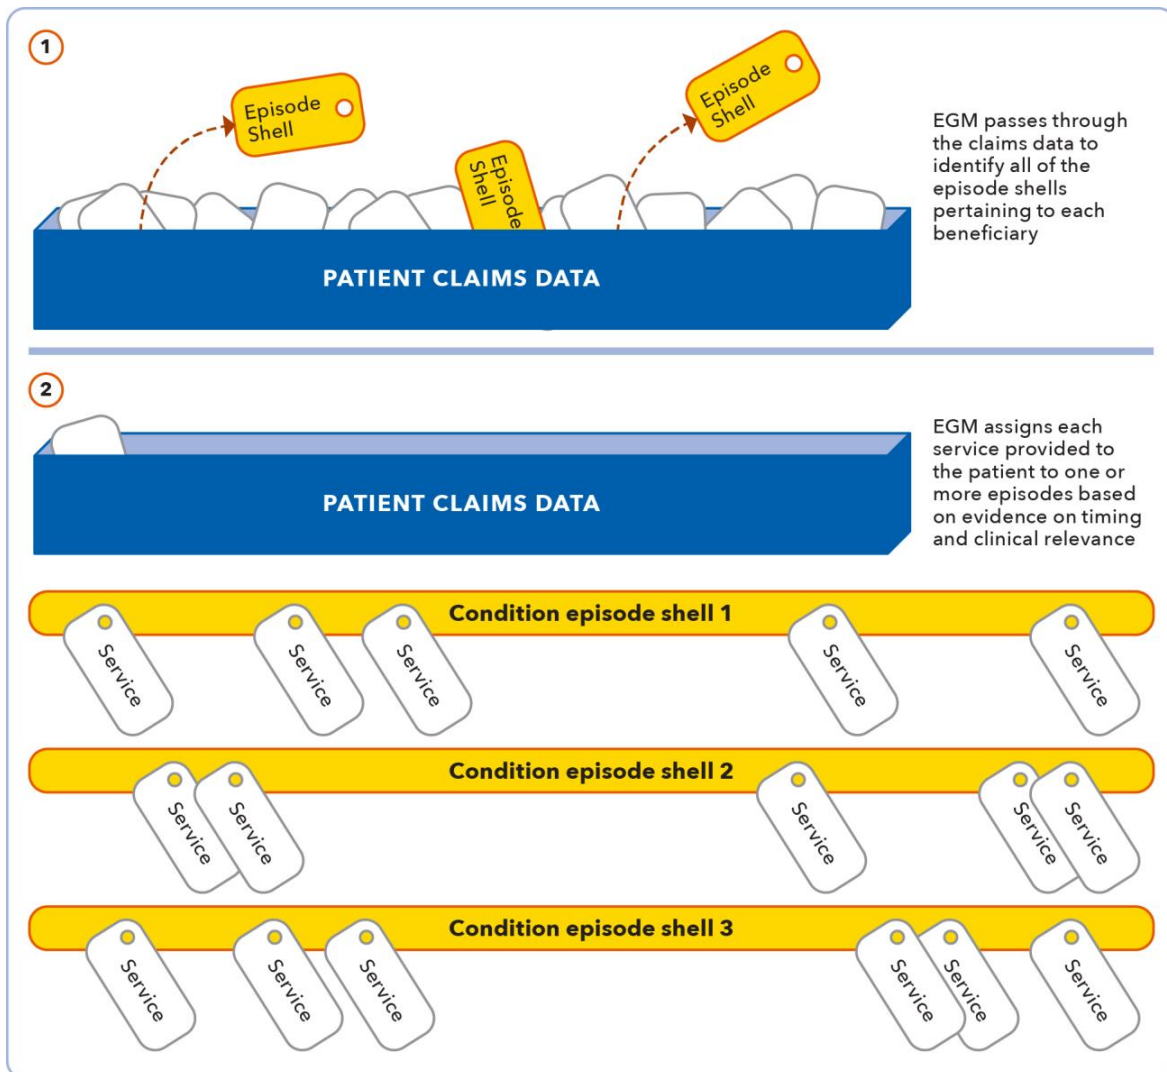 1
Episode
Shell
Episode
Shell
Episode
Shell
PATIENT CLAIMS DATA
EGM passes through
the claims data to
identify all of the
episode shells
pertaining to each
beneficiary
2
PATIENT CLAIMS DATA
EGM assigns each
service provided to
the patient to one or
more episodes based
on evidence on timing
and clinical relevance
Condition episode shell 1
Service
Service
Service
Service
Service
Condition episode shell 2
Service
Service
Service
Service
Service
Condition episode shell 3
Service
Service
Service
Service
Service
Service